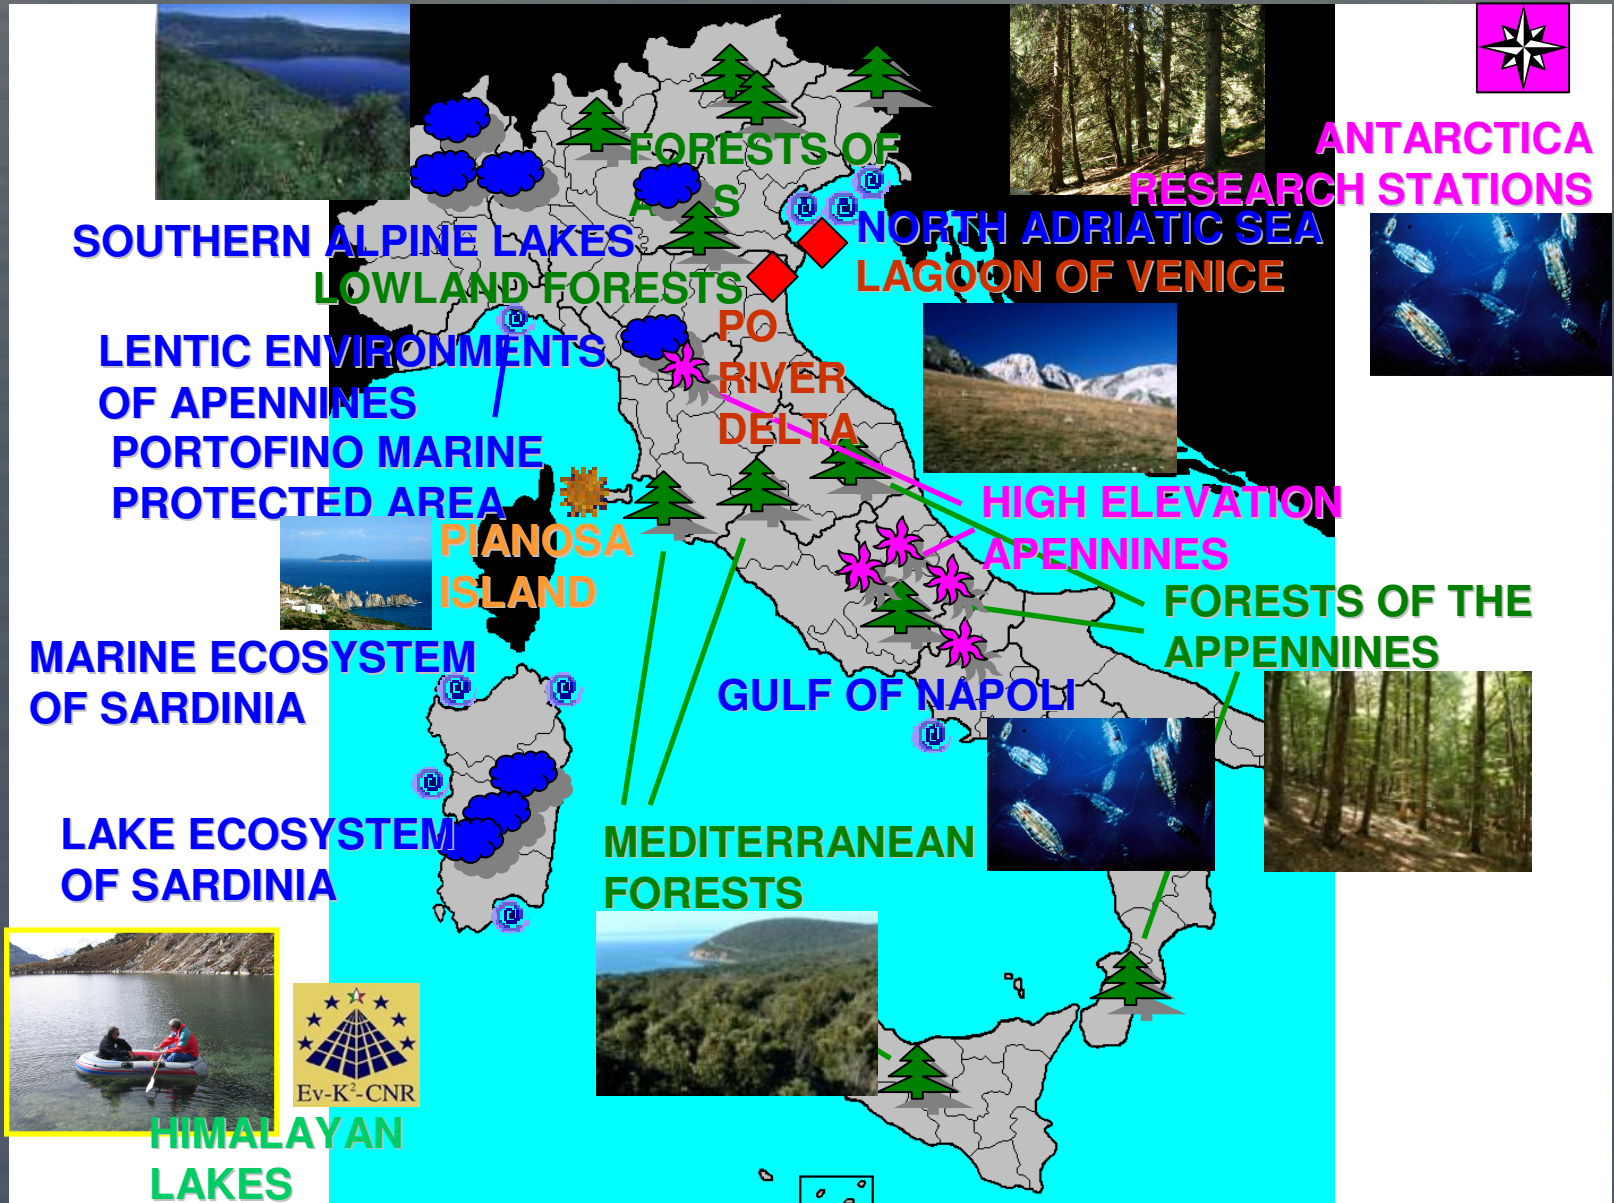 ANTARCTICA
RESEARCH STATIONS
FORESTS OF
SOUTHERN ALPINE LAKES
NORTH ADRIATIC SEA
LAGOON OF VENICE
LOWLAND FORESTS
PO
RIVER
DELTA
LENTIC ENVIRONMENTS
OF APENNINES
PORTOFINO MARINE
PROTECTED AREA
PIANOSA
ISLAND
HIGH ELEVATION
APENNINES
FORESTS OF THE
APPENNINES
MARINE ECOSYSTEM
OF SARDINIA
GULF OF NAPOLI
LAKE ECOSYSTEM
OF SARDINIA
MEDITERRANEAN
FORESTS
Ev-K²-CNR
HIMALAYAN
LAKES